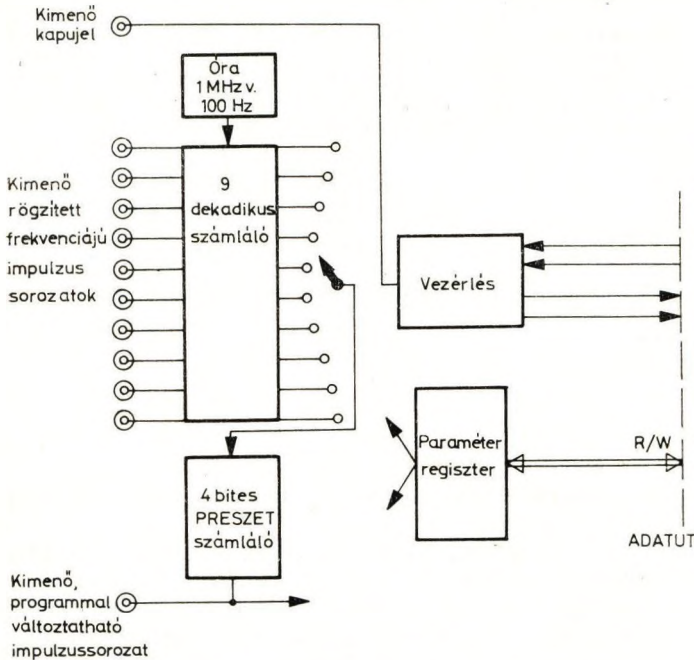 Kimenő
kapujel
Óra
1 MHz v.
100 Hz
Kimenő
rögzített
frekvenciájú
impulzus
sorozatok
9
dekadikus
számláló
Vezérlés
Paraméter
regiszter
R/W
ADATUT
4 bites
PRESZET
számláló
Kimenő,
programmal
változtatható
impulzussorozat